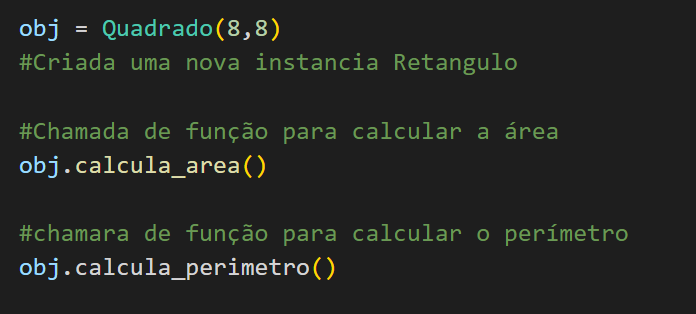 obj = Quadrado(8,8)
#Criada uma nova instancia Retangulo
#Chamada de função para calcular a área
obj.calcula_area()
#chamara de função para calcular o perímetro
obj.calcula_perimetro()